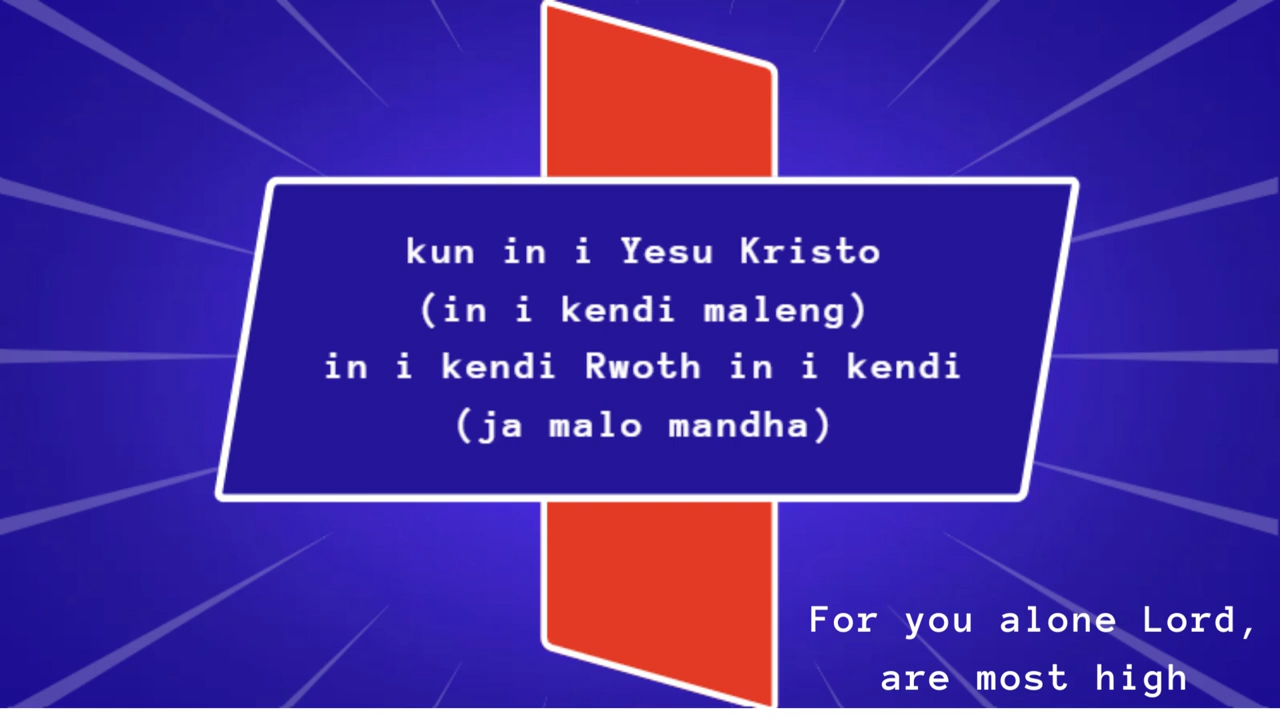 kun in i Yesu Kristo
(in i kendi maleng)
in i kendi Rwoth in i kendi
(ja malo mandha)
For you alone Lord,
are most high